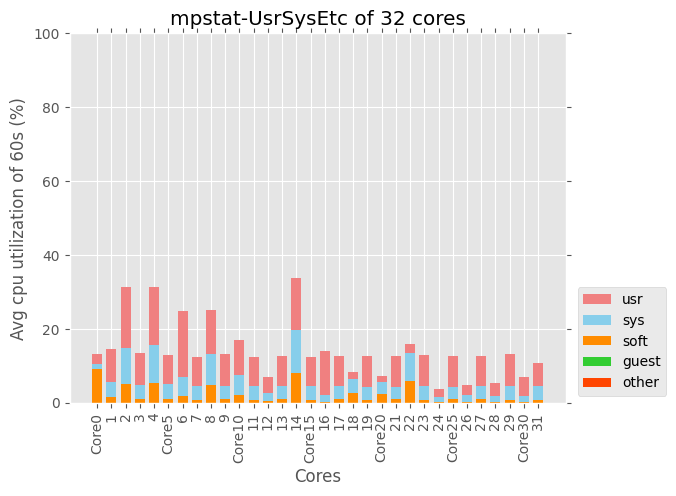 mpstat-UsrSysEtc of 32 cores
Avg cpu utilization of 60s (%)
100
80
60
40
20
0
Core0
1
2
3
4
Core5
6
7
8
9
Core10
11
12
13
14
Core15
16
17
18
19
Core20
21
22
23
24
Core25
26
27
28
29
Core30
31
Cores
usr
sys
soft
guest
other